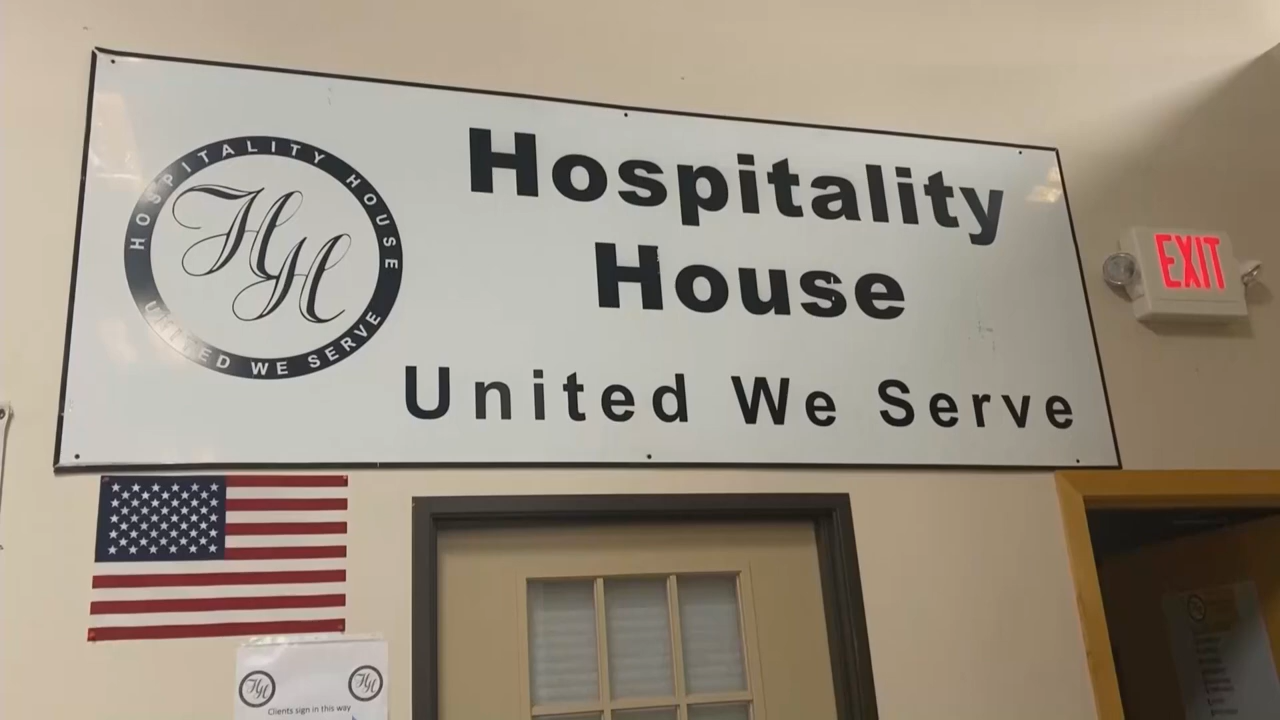 HOSPITALITY HOUSE
HH
UNITED WE SERVE
Hospitality
House
United We Serve
EXIT
HH
HH
Clients sign in this way